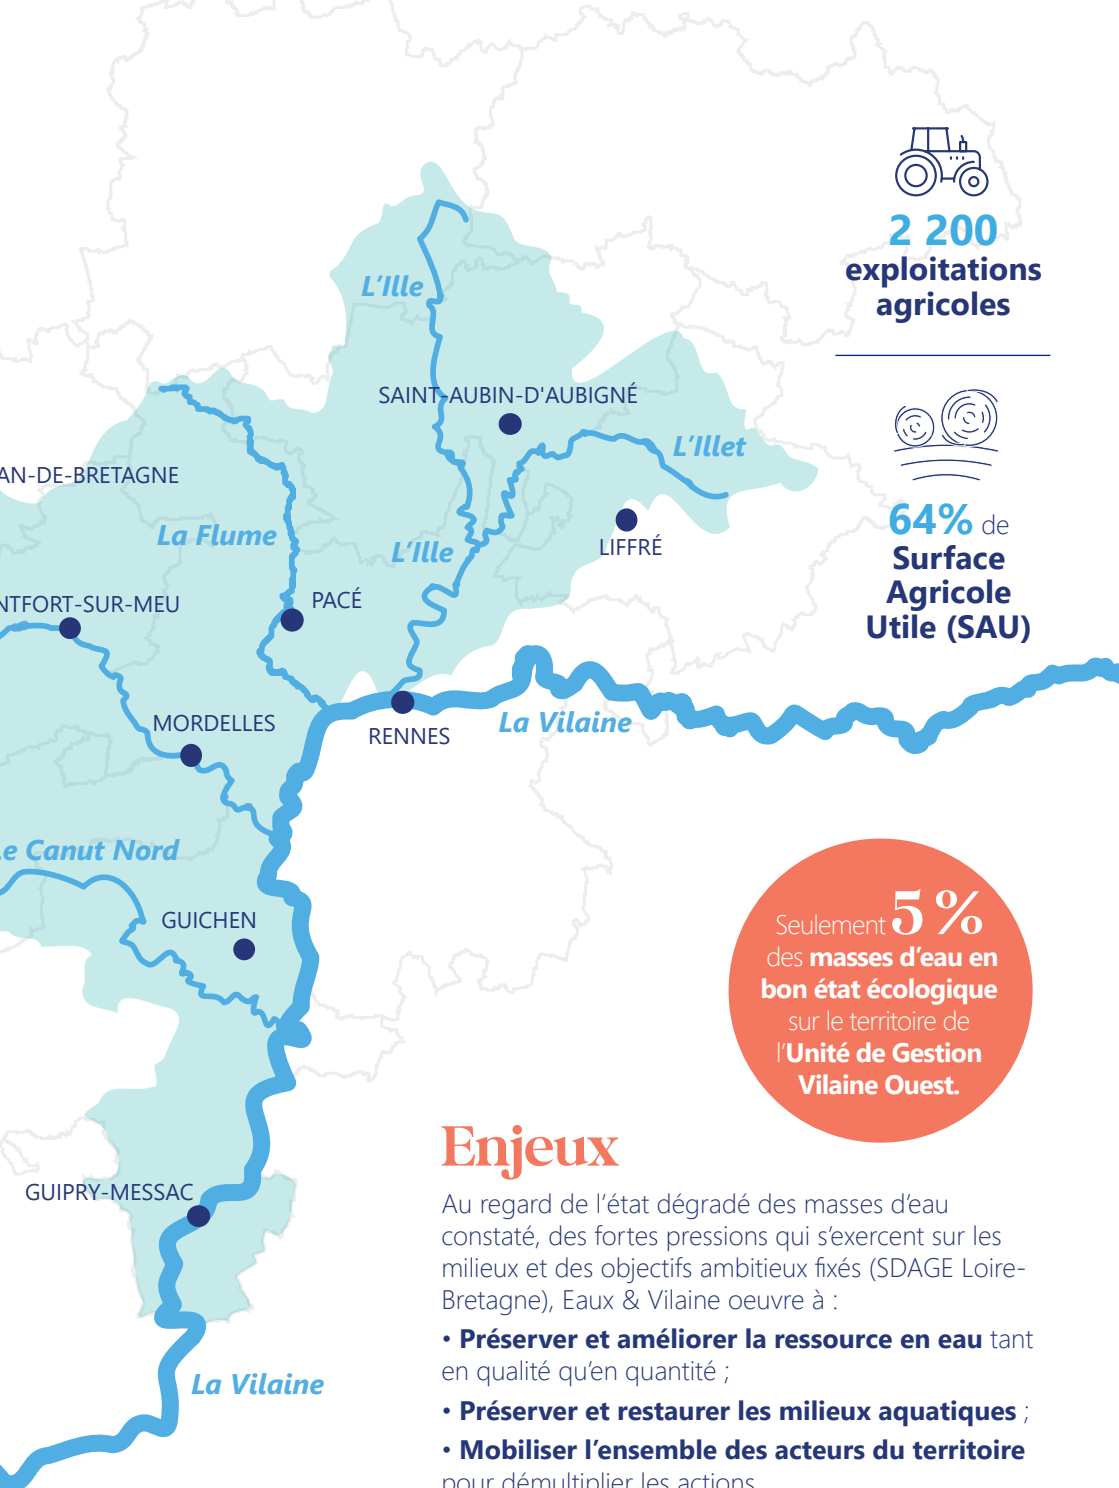 2 200
exploitations
agricoles
L'Ille
SAINT-AUBIN-D'AUBIGNÉ
L'Illet
AN-DE-BRETAGNE
64% de
Surface
Agricole
Utile (SAU)
La Flume
L'Ille
LIFFRÉ
NTFORT-SUR-MEU
PACÉ
MORDELLES
RENNES
La Vilaine
e Canut Nord
GUICHEN
Seulement 5 %
des masses d'eau en
bon état écologique
sur le territoire de
l'Unité de Gestion
Vilaine Ouest.
GUIPRY-MESSAC
La Vilaine
Enjeux
Au regard de l'état dégradé des masses d'eau
constaté, des fortes pressions qui s'exercent sur les
milieux et des objectifs ambitieux fixés (SDAGE Loire-
Bretagne), Eaux & Vilaine oeuvre à :
• Préserver et améliorer la ressource en eau tant
en qualité qu'en quantité ;
• Préserver et restaurer les milieux aquatiques ;
• Mobiliser l'ensemble des acteurs du territoire
pour démultiplier les actions